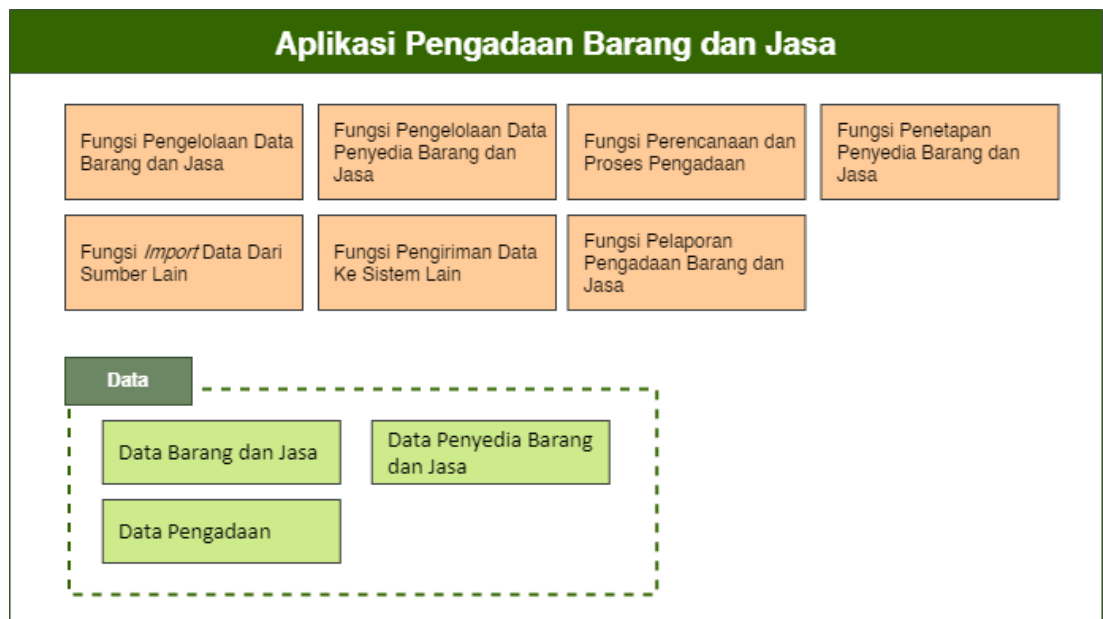 Aplikasi Pengadaan Barang dan Jasa
Fungsi Pengelolaan Data
Barang dan Jasa
Fungsi Pengelolaan Data
Penyedia Barang dan
Jasa
Fungsi Perencanaan dan
Proses Pengadaan
Fungsi Penetapan
Penyedia Barang dan
Jasa
Fungsi Import Data Dari
Sumber Lain
Fungsi Pengiriman Data
Ke Sistem Lain
Fungsi Pelaporan
Pengadaan Barang dan
Jasa
Data
Data Barang dan Jasa
Data Penyedia Barang
dan Jasa
Data Pengadaan